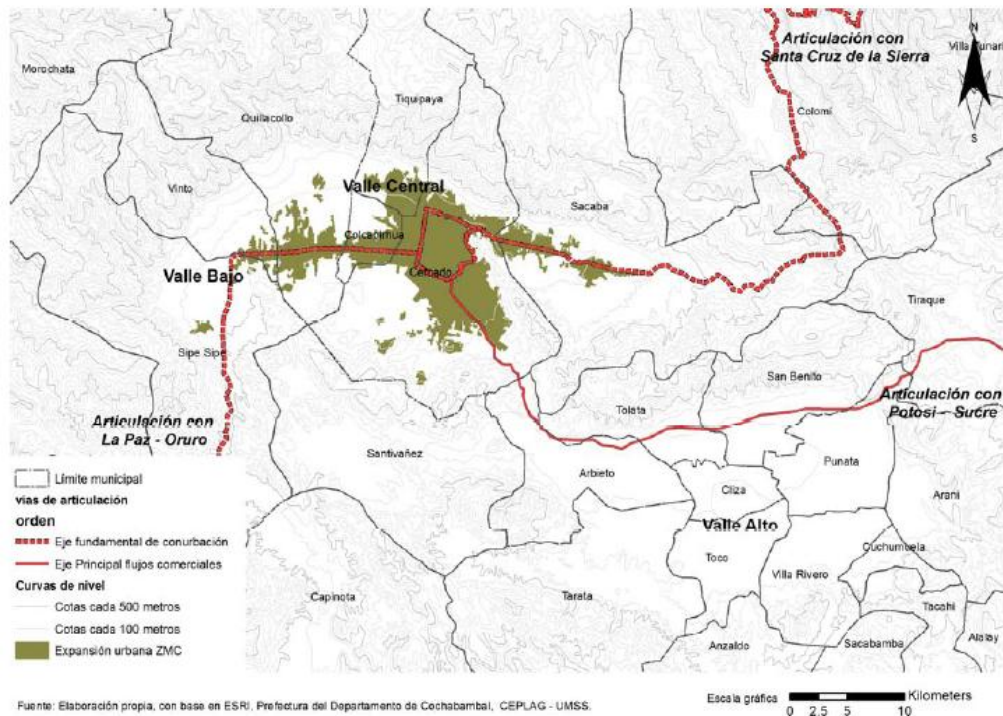 Articulación con
Santa Cruz de la Sierra
N
S
Morochata
Tiquipaya
Colomi
Quillacollo
Vinto
Valle Central
Sacaba
Colcapirhua
Valle Bajo
Cercado
Tiraque
Sipe Sipe
San Benito
Articulación con
Potosi - Sucre
Tolata
Articulación con
La Paz - Oruro
Santivañez
Arbieto
Punata
Cliza
Arani
Valle Alto
Toco
Cuchumuela
Villa Rivero
Capinota
Tarata
Tacahi
Anzaldo
Sacabamba
Alalay
Límite municipal
vias de articulación
orden
Eje fundamental de conurbación
Eje Principal flujos comerciales
Curvas de nivel
Cotas cada 500 metros
Cotas cada 100 metros
Expansión urbana ZMC
Fuente: Elaboración propia, con base en ESRI, Prefectura del Departamento de Cochabambal, CEPLAG - UMSS.
Escala gráfica
Kilometers
0 2.5 5 10